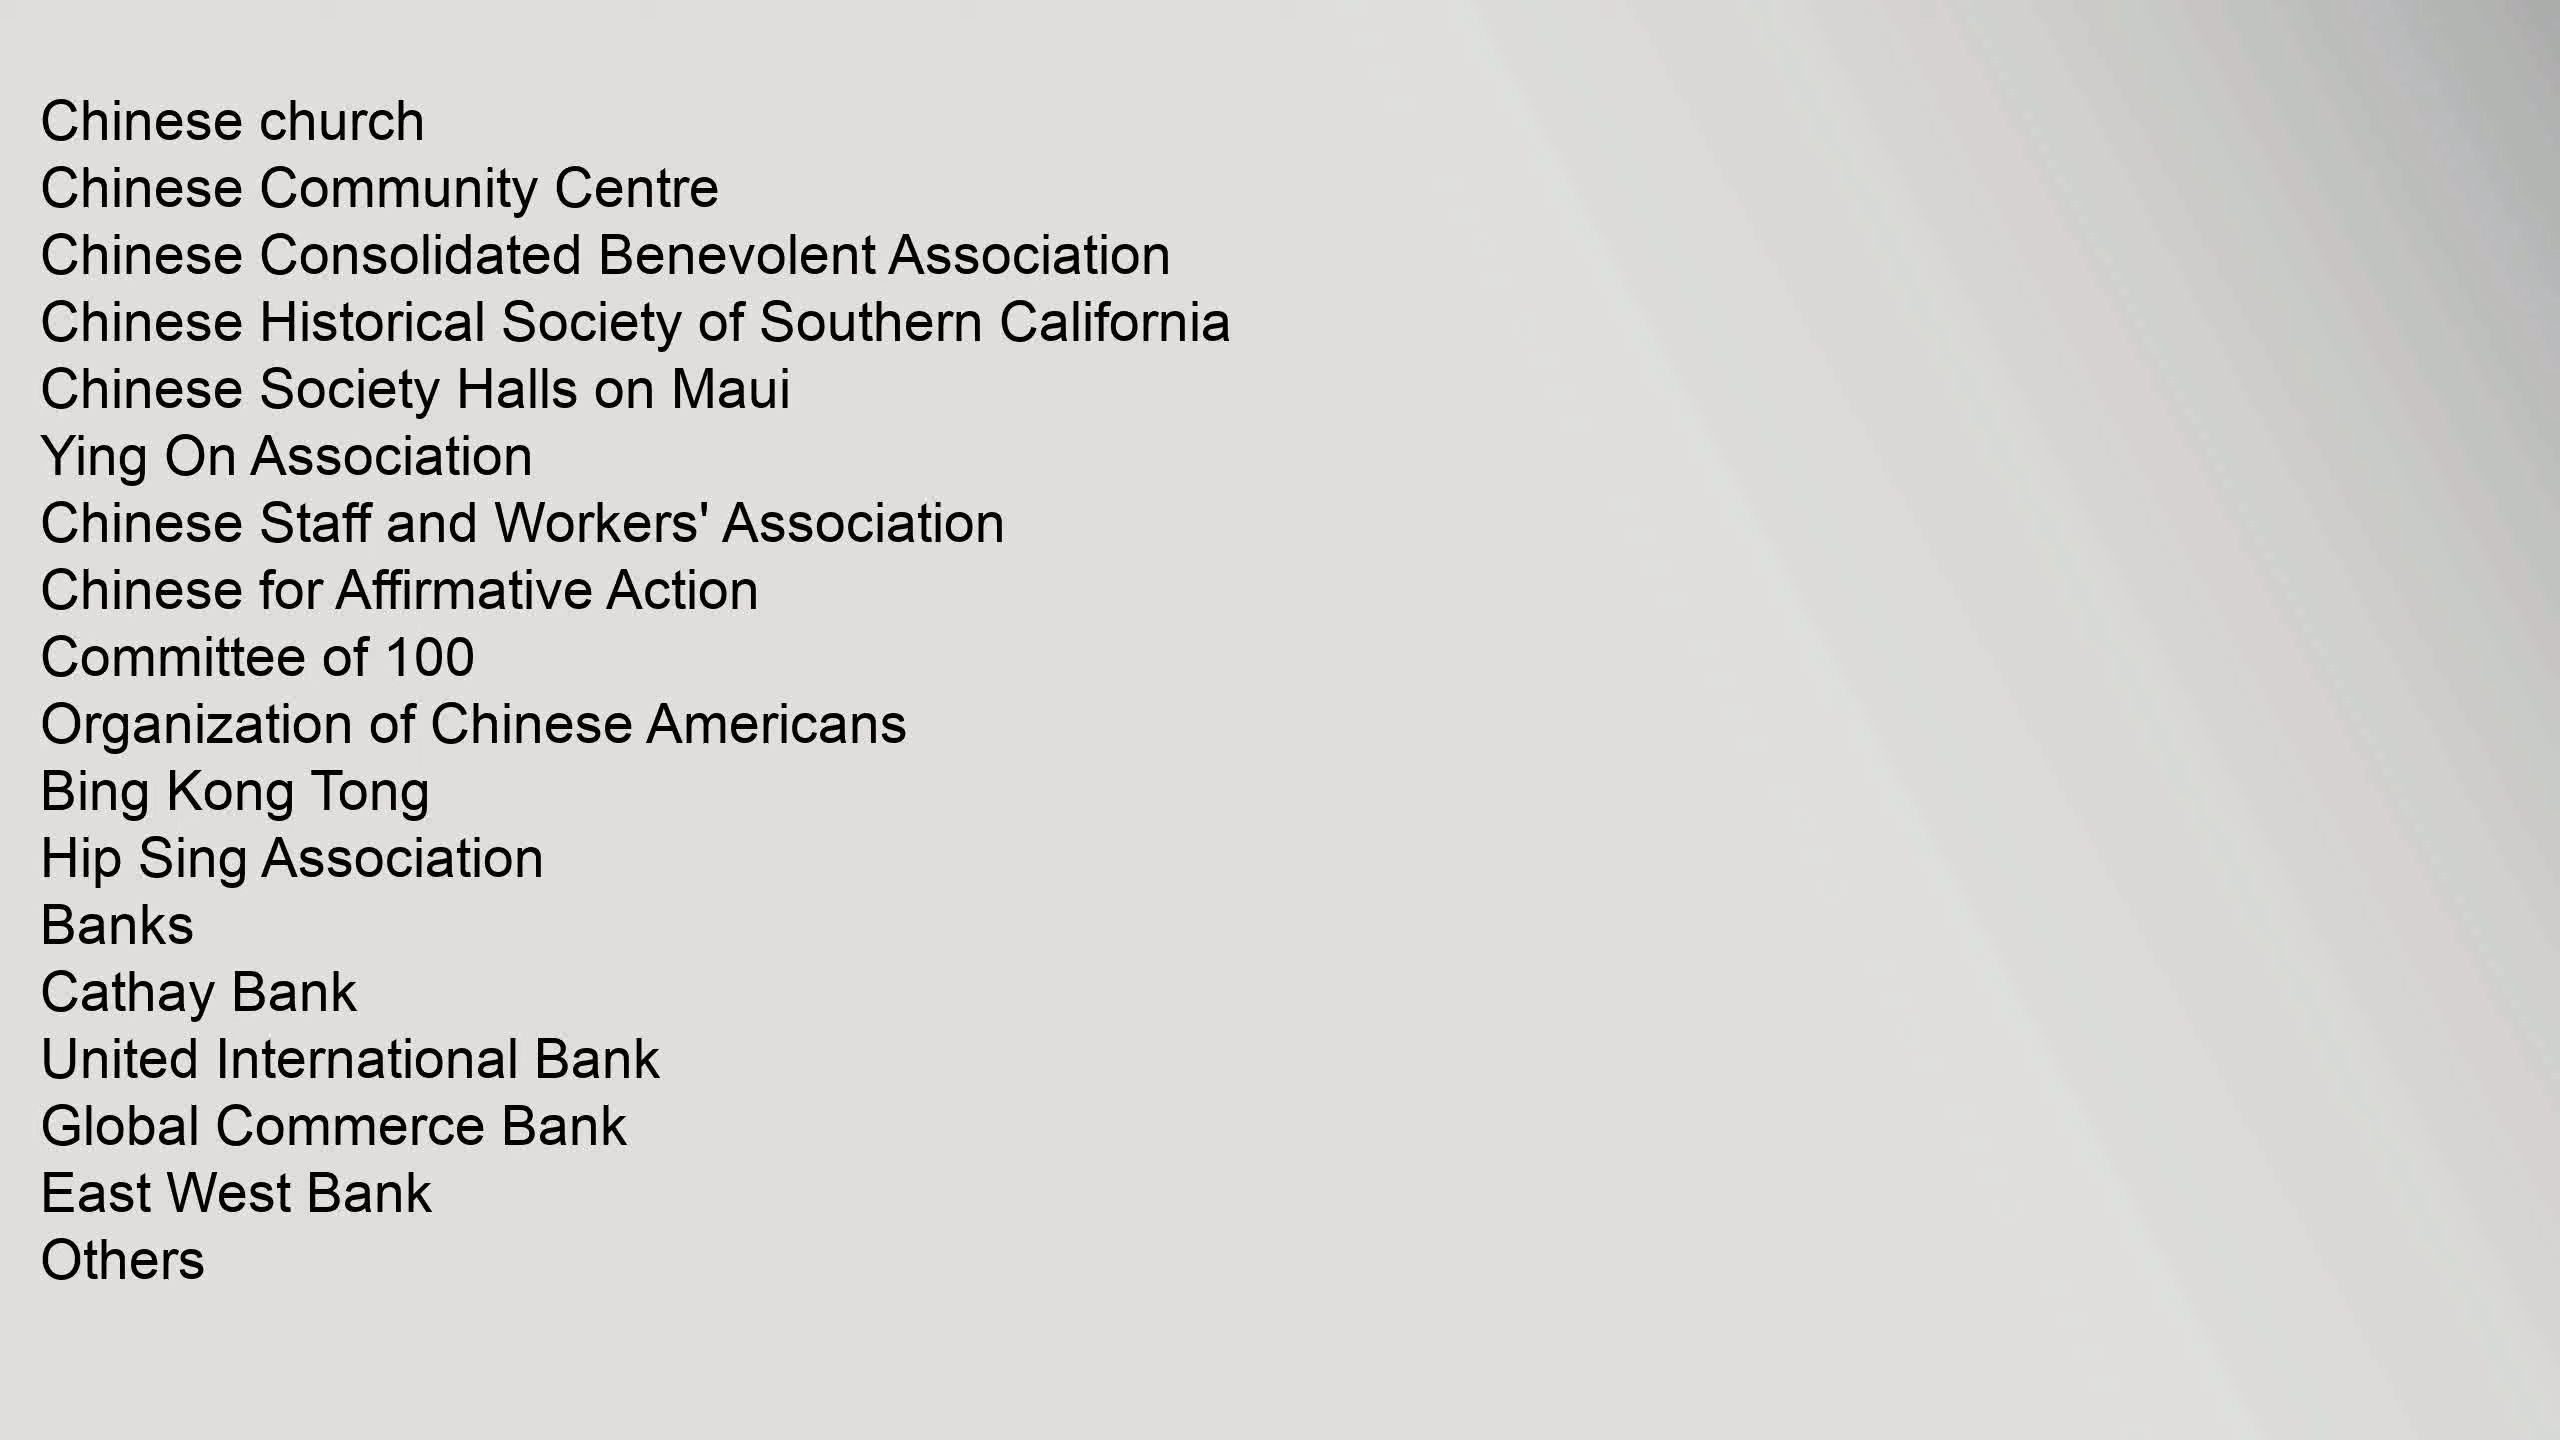 Chinese church
Chinese Community Centre
Chinese Consolidated Benevolent Association
Chinese Historical Society of Southern California
Chinese Society Halls on Maui
Ying On Association
Chinese Staff and Workers' Association
Chinese for Affirmative Action
Committee of 100
Organization of Chinese Americans
Bing Kong Tong
Hip Sing Association
Banks
Cathay Bank
United International Bank
Global Commerce Bank
East West Bank
Others